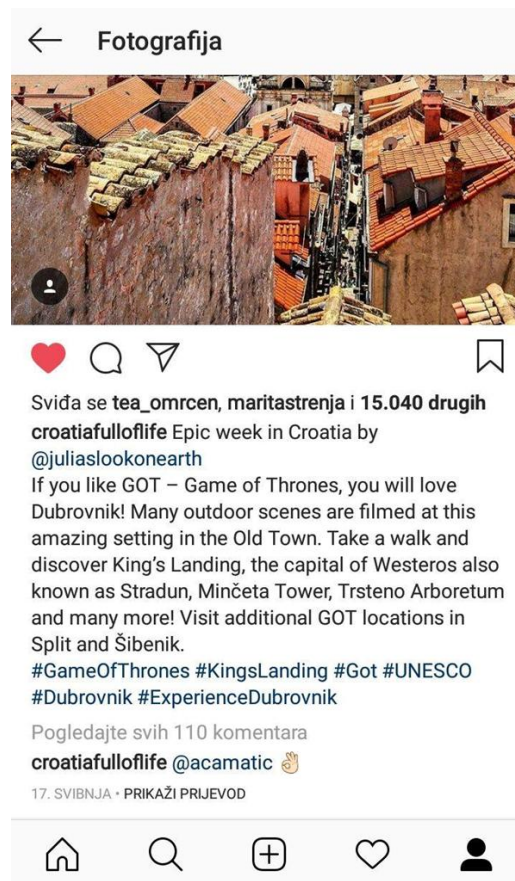 Fotografija
Sviđa se tea_omrcen, maritastrenja i 15.040 drugih
croatiafulloflife Epic week in Croatia by
@juliaslookonearth
If you like GOT – Game of Thrones, you will love
Dubrovnik! Many outdoor scenes are filmed at this
amazing setting in the Old Town. Take a walk and
discover King's Landing, the capital of Westeros also
known as Stradun, Minčeta Tower, Trsteno Arboretum
and many more! Visit additional GOT locations in
Split and Šibenik.
#GameOfThrones #KingsLanding #Got #UNESCO
#Dubrovnik #ExperienceDubrovnik
Pogledajte svih 110 komentara
croatiafulloflife @acamatic 👌🏻
17. SVIBNJA • PRIKAŽI PRIJEVOD